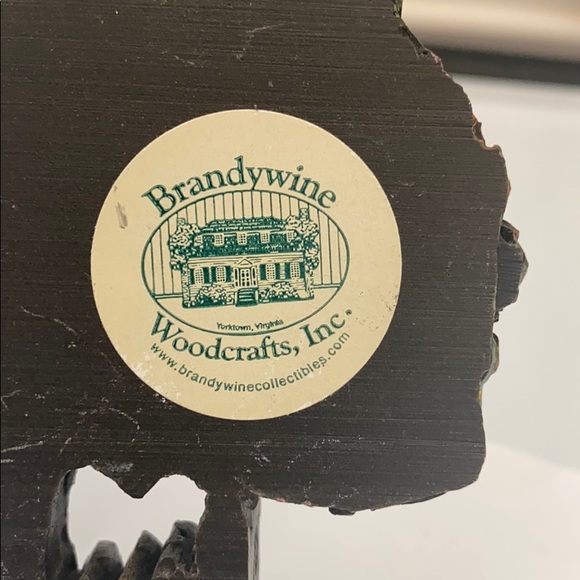 Brandywine
Yorktown, Virginia
Woodcrafts, Inc.
www.brandywinecollectibles.com